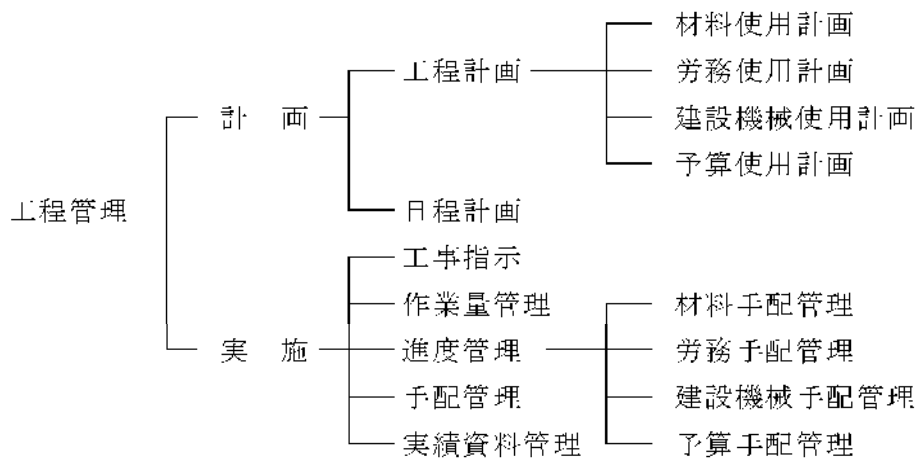 材料使用計画
工程計画
労務使用計画
計画
建設機械使用計画
予算使用計画
工程管理
日程計画
工事指示
作業量管理
材料手配管理
実施
進度管理
労務手配管理
手配管理
建設機械手配管理
実績資料管理
予算手配管理